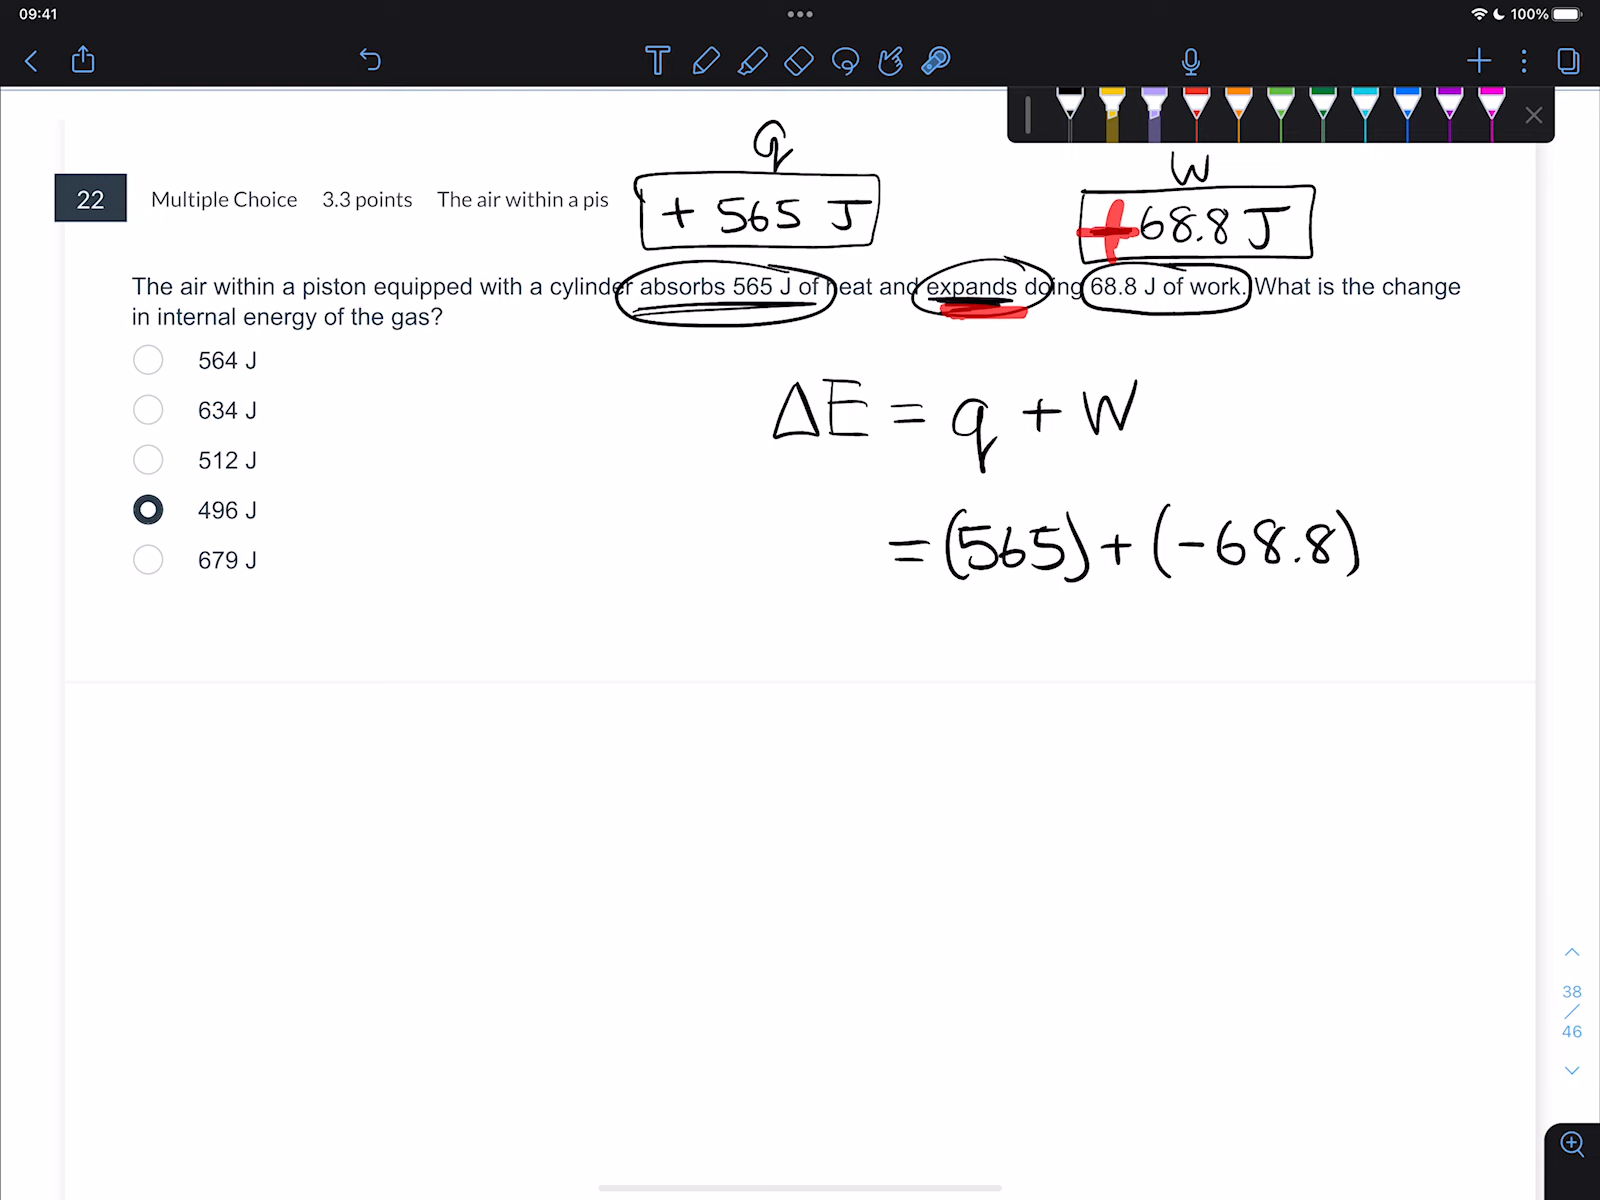 09:41
100%
q
W
22 Multiple Choice 3.3 points The air within a pis
+ 565 J
+68.8 J
The air within a piston equipped with a cylinder absorbs 565 J of heat and expands doing 68.8 J of work. What is the change
in internal energy of the gas?
564 J
634 J
512 J
496 J
679 J
ΔE = q + W
= (565) + (-68.8)
38
/
46